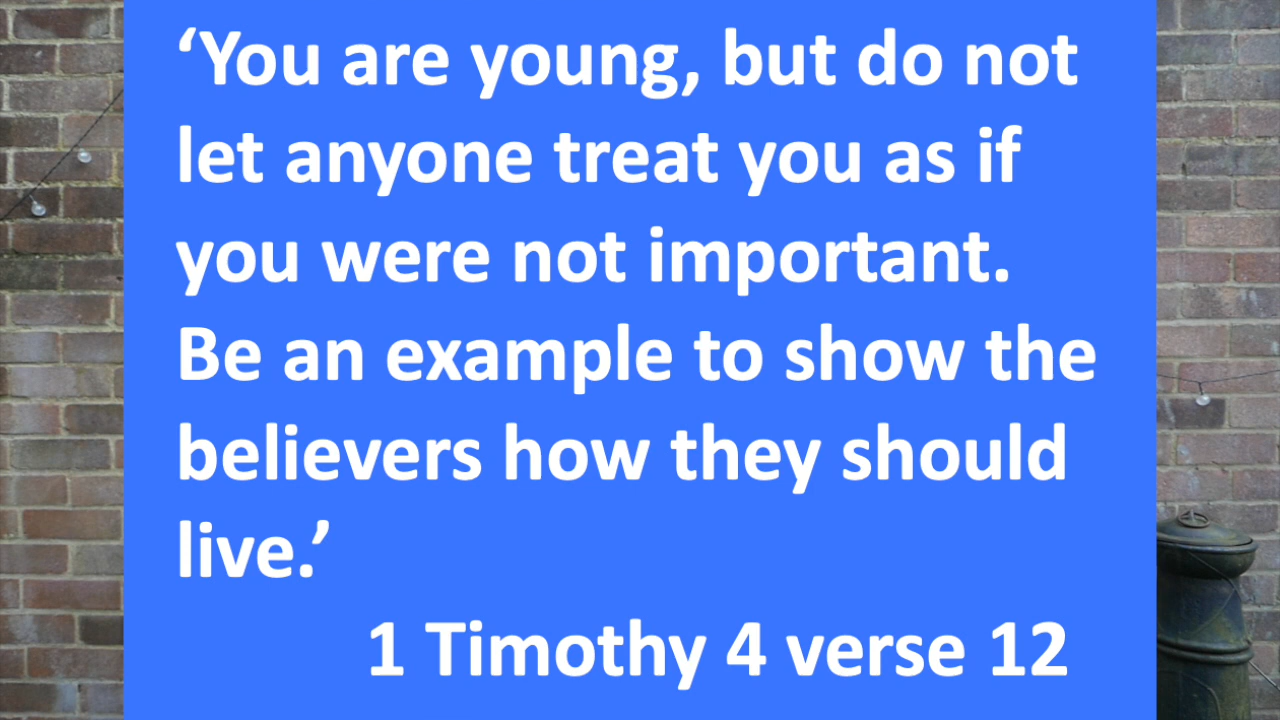 ‘You are young, but do not
let anyone treat you as if
you were not important.
Be an example to show the
believers how they should
live.’
1 Timothy 4 verse 12